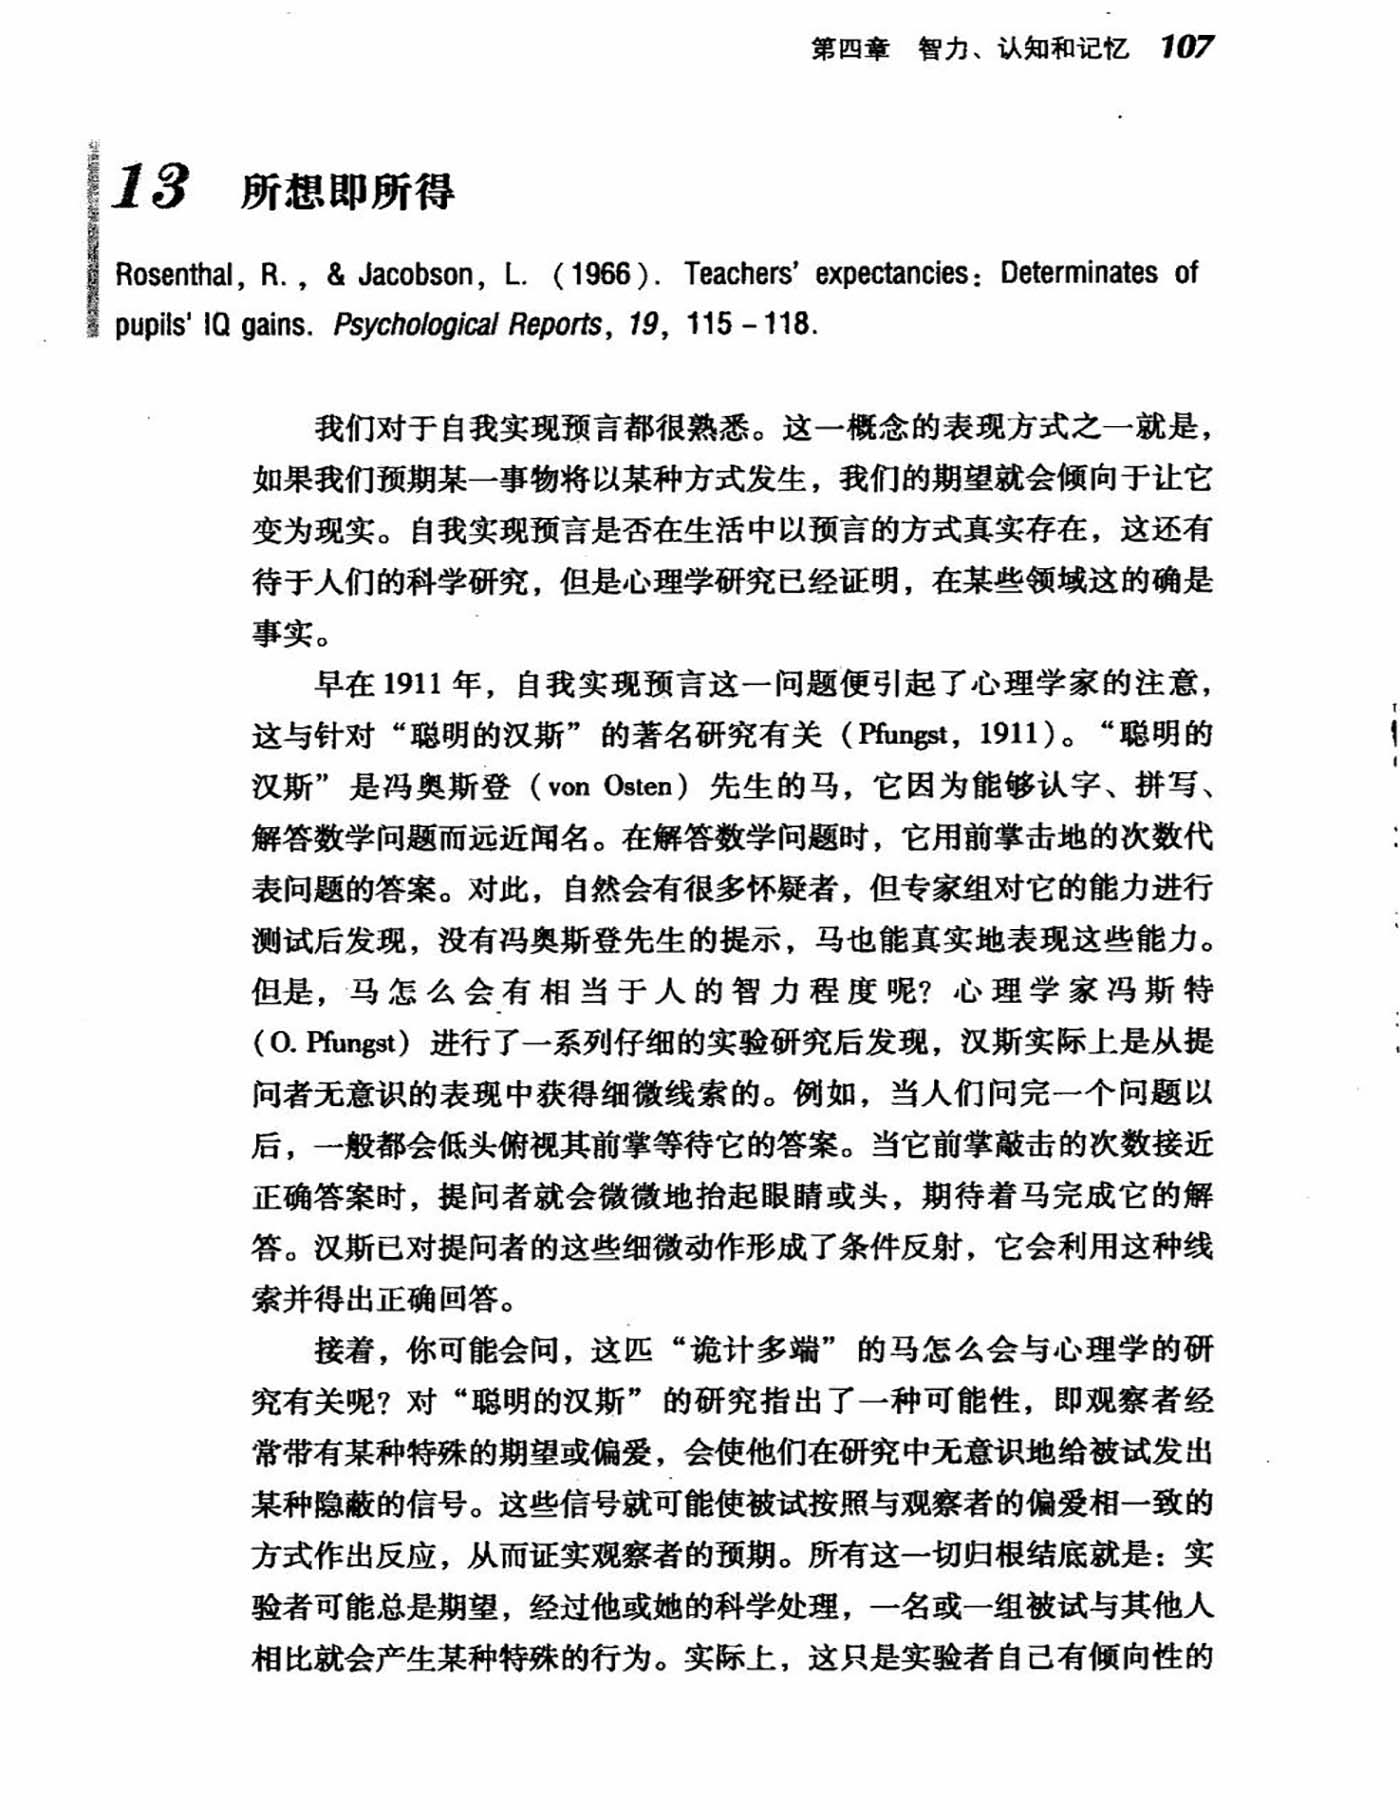 第四章 智力、认知和记忆 107
13 所想即所得
Rosenthal, R., & Jacobson, L. (1966). Teachers' expectancies: Determinates of
pupils' IQ gains. Psychological Reports, 19, 115-118.
我们对于自我实现预言都很熟悉。这一概念的表现方式之一就是，
如果我们预期某一事物将以某种方式发生，我们的期望就会倾向于让它
变为现实。自我实现预言是否在生活中以预言的方式真实存在，这还有
待于人们的科学研究，但是心理学研究已经证明，在某些领域这的确是
事实。
早在1911年，自我实现预言这一问题便引起了心理学家的注意，
这与针对“聪明的汉斯”的著名研究有关（Pfungst，1911）。“聪明的
汉斯”是冯奥斯登（von Osten）先生的马，它因为能够认字、拼写、
解答数学问题而远近闻名。在解答数学问题时，它用前掌击地的次数代
表问题的答案。对此，自然会有很多怀疑者，但专家组对它的能力进行
测试后发现，没有冯奥斯登先生的提示，马也能真实地表现这些能力。
但是，马怎么会有相当于人的智力程度呢？心理学家冯斯特
（O. Pfungst）进行了一系列仔细的实验研究后发现，汉斯实际上是从提
问者无意识的表现中获得细微线索的。例如，当人们问完一个问题以
后，一般都会低头俯视其前掌等待它的答案。当它前掌敲击的次数接近
正确答案时，提问者就会微微地抬起眼睛或头，期待着马完成它的解
答。汉斯已对提问者的这些细微动作形成了条件反射，它会利用这种线
索并得出正确回答。
接着，你可能会问，这匹“诡计多端”的马怎么会与心理学的研
究有关呢？对“聪明的汉斯”的研究指出了一种可能性，即观察者经
常带有某种特殊的期望或偏爱，会使他们在研究中无意识地给被试发出
某种隐蔽的信号。这些信号就可能使被试按照与观察者的偏爱相一致的
方式作出反应，从而证实观察者的预期。所有这一切归根结底就是：实
验者可能总是期望，经过他或她的科学处理，一名或一组被试与其他人
相比就会产生某种特殊的行为。实际上，这只是实验者自己有倾向性的